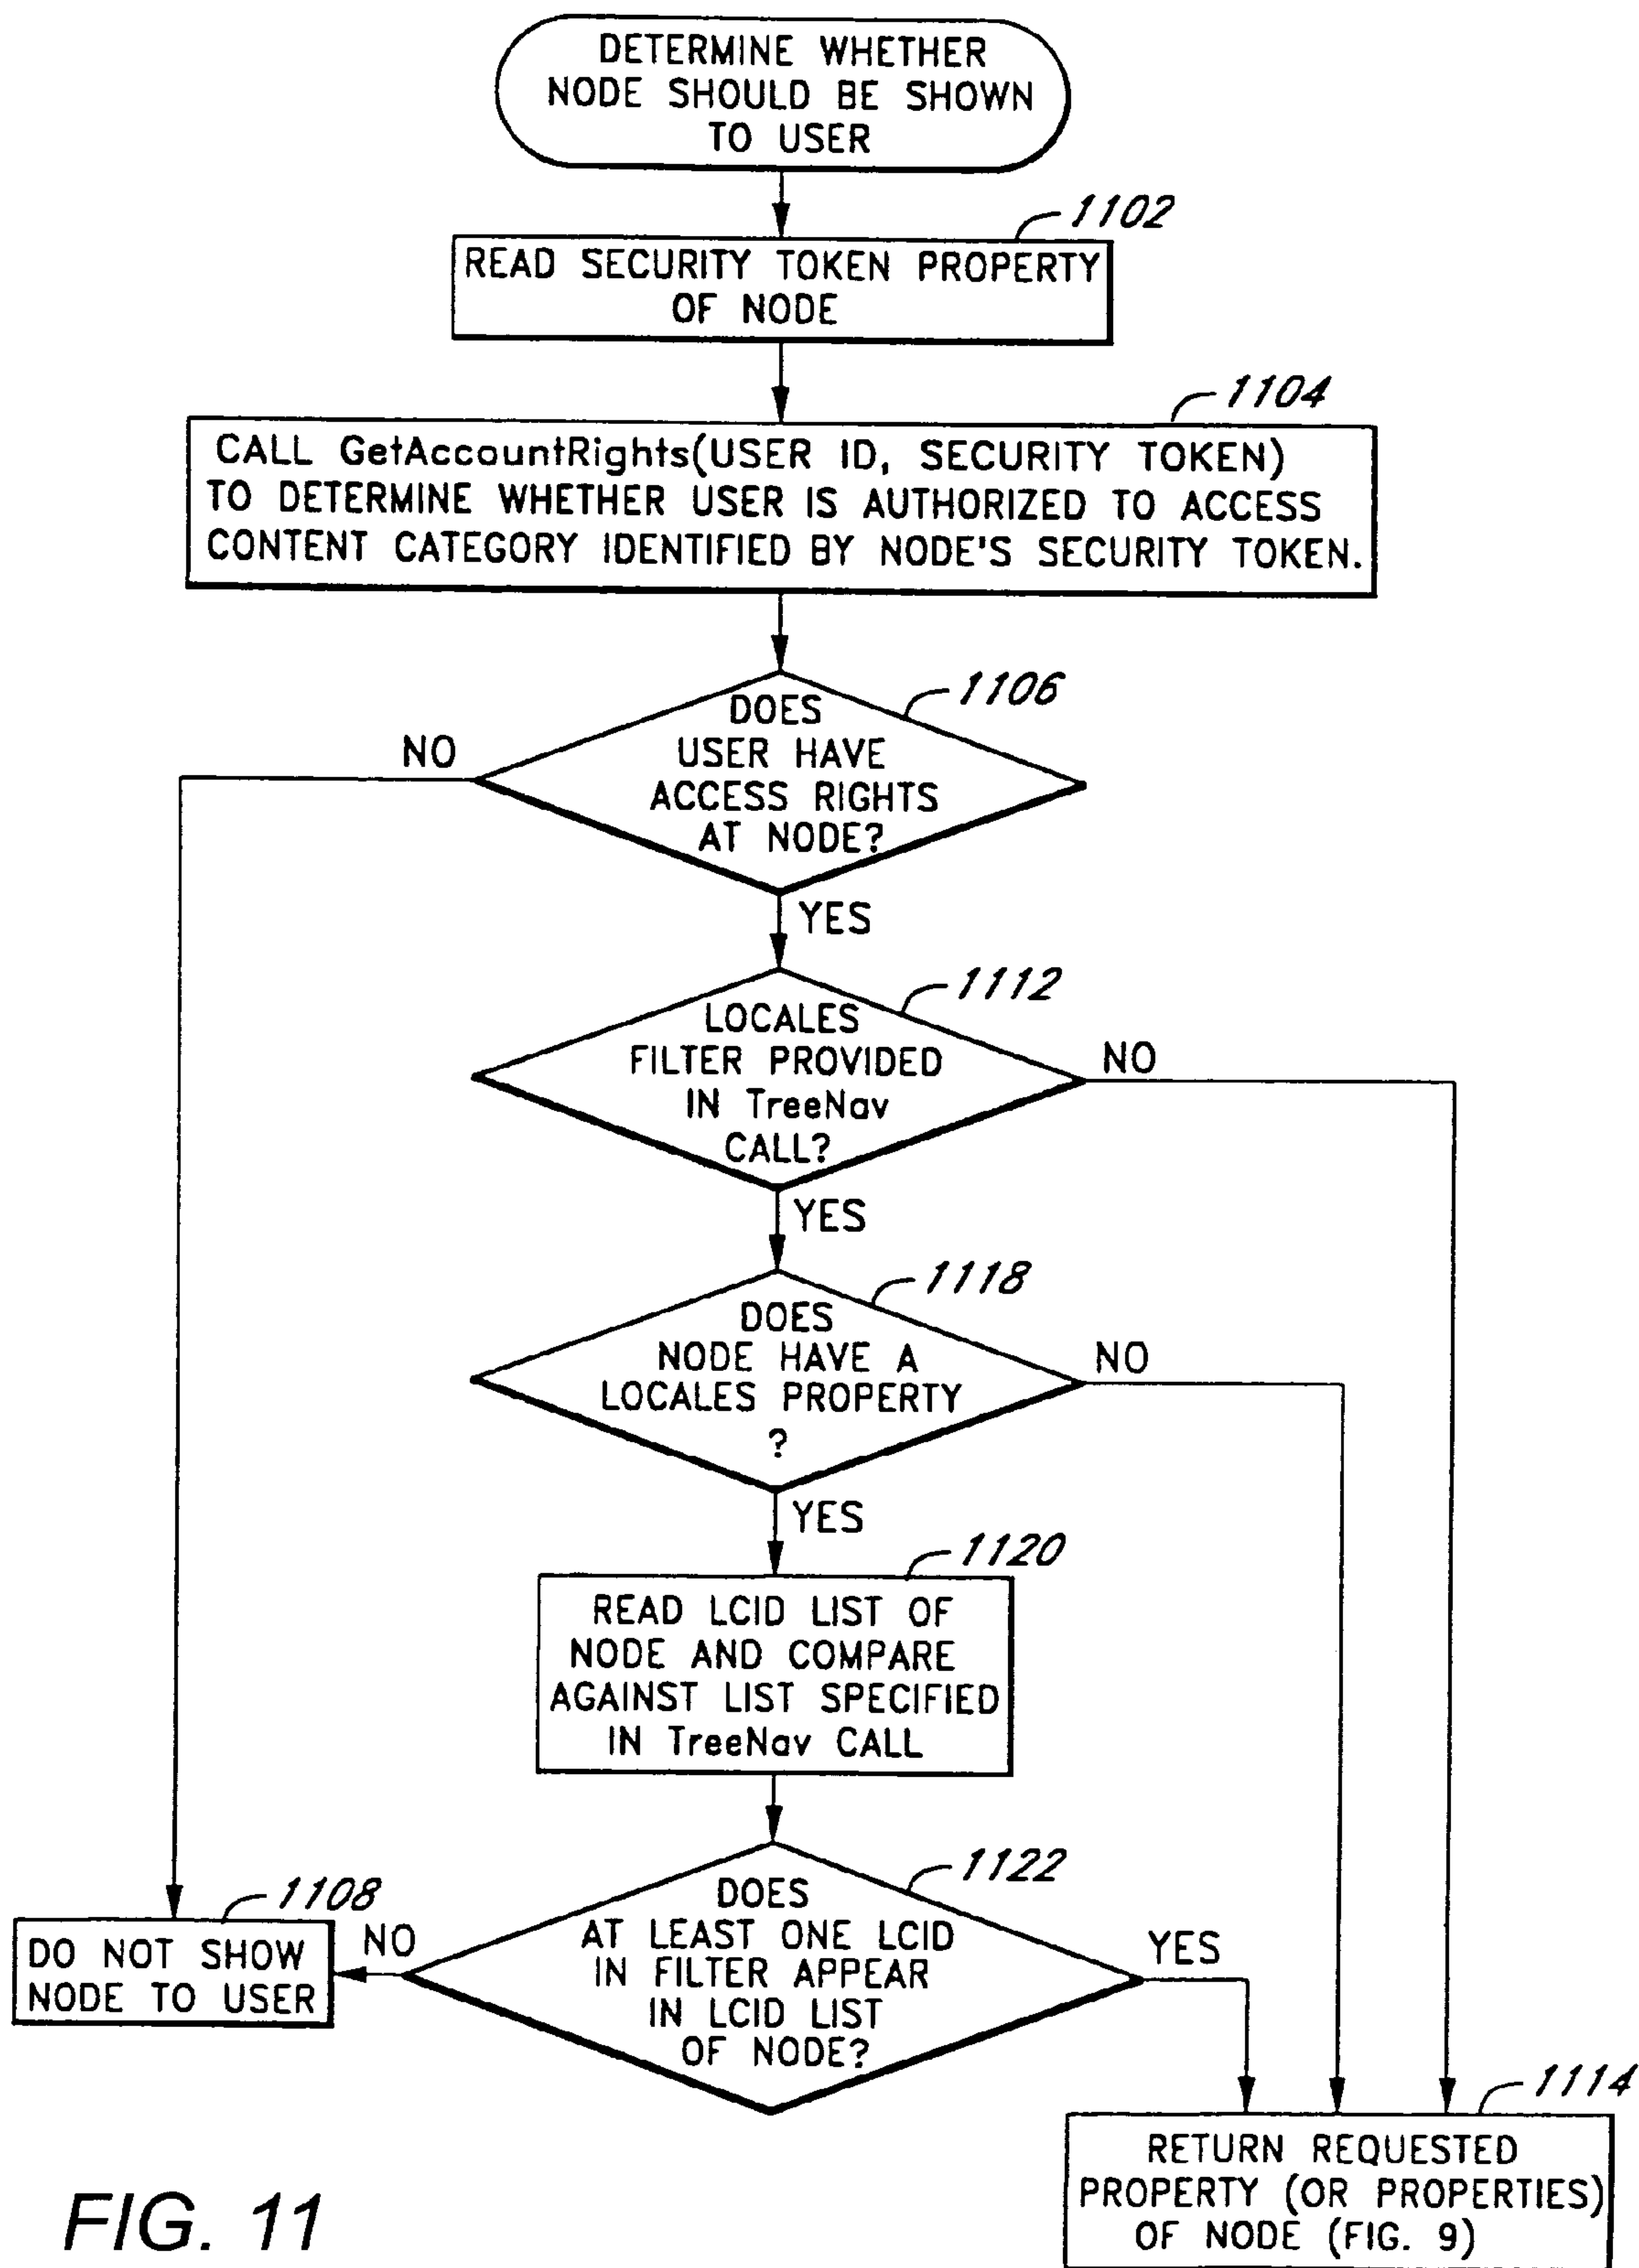 DETERMINE WHETHER
NODE SHOULD BE SHOWN
TO USER
1102
READ SECURITY TOKEN PROPERTY
OF NODE
1104
CALL GetAccountRights(USER ID, SECURITY TOKEN)
TO DETERMINE WHETHER USER IS AUTHORIZED TO ACCESS
CONTENT CATEGORY IDENTIFIED BY NODE'S SECURITY TOKEN.
1106
DOES
USER HAVE
ACCESS RIGHTS
AT NODE?
NO
YES
1112
LOCALES
FILTER PROVIDED
IN TreeNav
CALL?
NO
YES
1118
DOES
NODE HAVE A
LOCALES PROPERTY
?
NO
YES
1120
READ LCID LIST OF
NODE AND COMPARE
AGAINST LIST SPECIFIED
IN TreeNav CALL
1122
DOES
AT LEAST ONE LCID
IN FILTER APPEAR
IN LCID LIST
OF NODE?
NO
YES
1108
DO NOT SHOW
NODE TO USER
1114
RETURN REQUESTED
PROPERTY (OR PROPERTIES)
OF NODE (FIG. 9)
FIG. 11